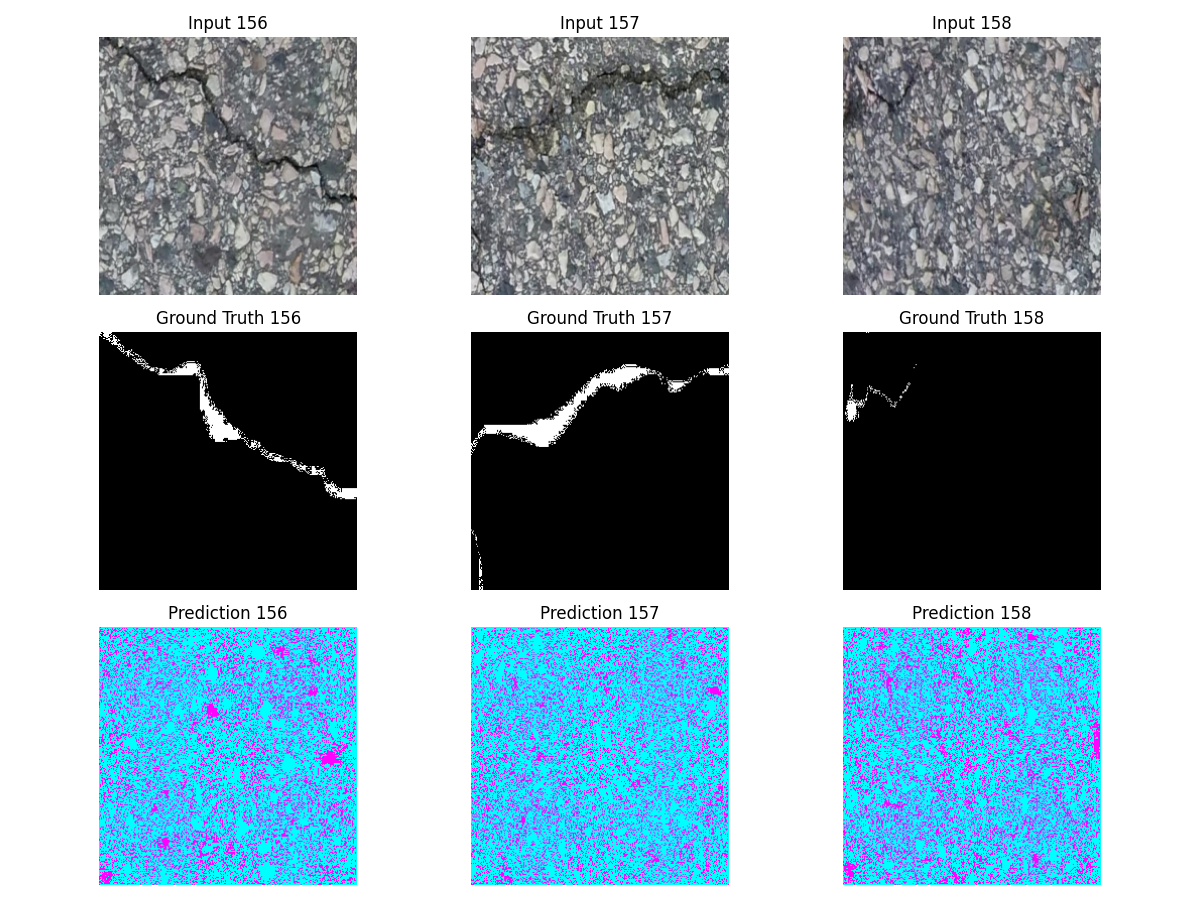 Input 156
Input 157
Input 158
Ground Truth 156
Ground Truth 157
Ground Truth 158
Prediction 156
Prediction 157
Prediction 158